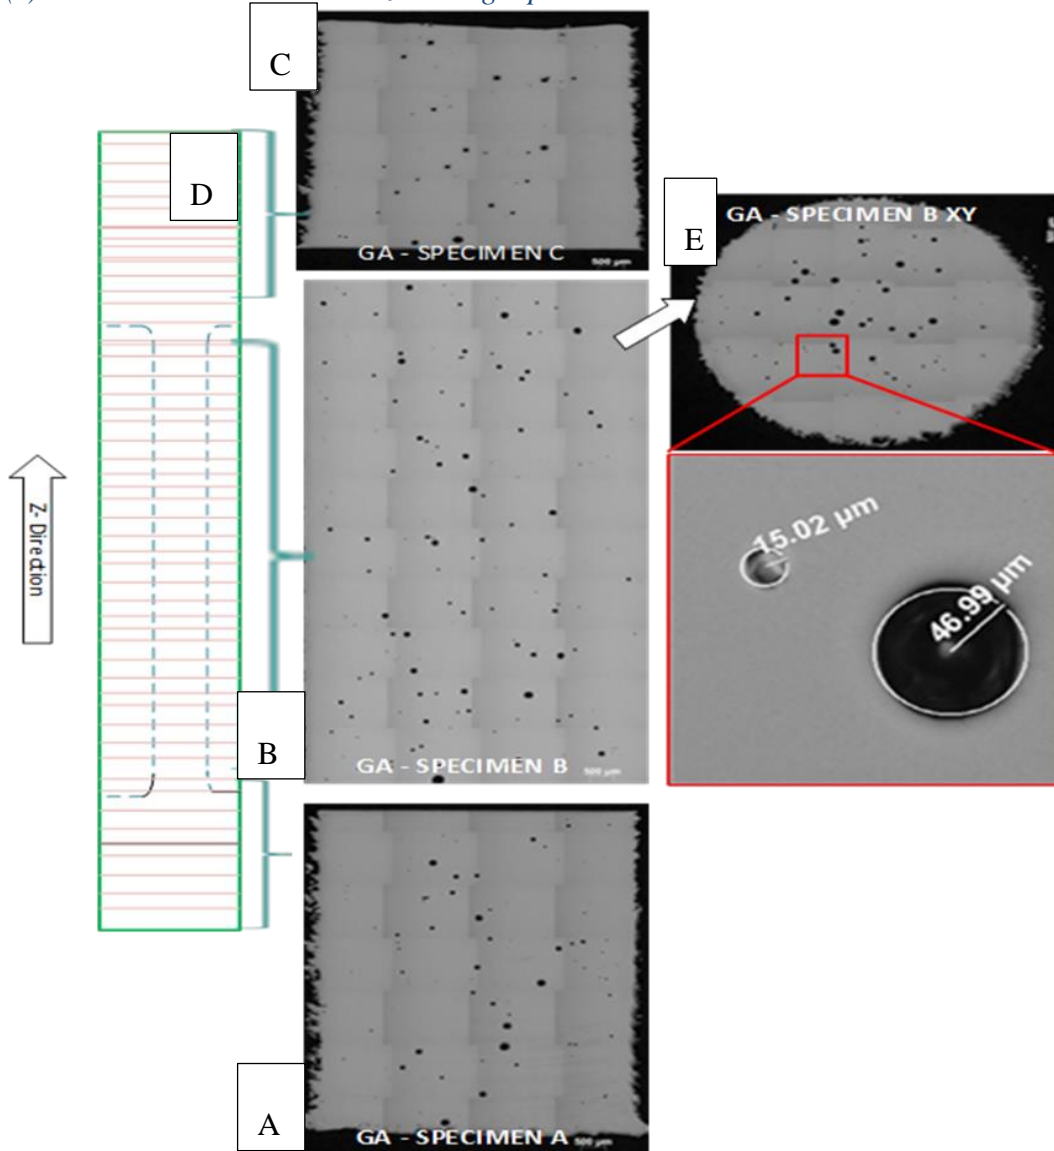 C
GA - SPECIMEN C
500 µm
D
E
GA - SPECIMEN B XY
Z- Direction
15.02 µm
46.99 µm
B
GA - SPECIMEN B
500 µm
A
GA - SPECIMEN A
500 µm